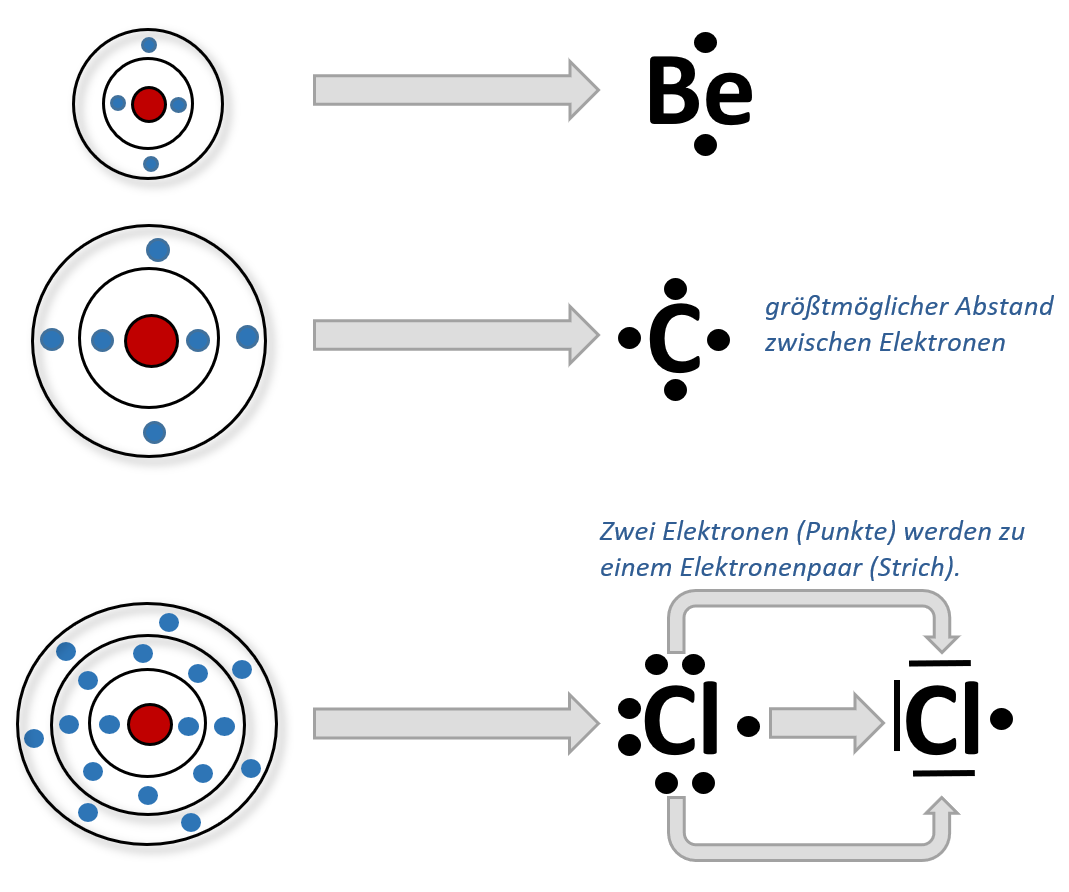 Be
C
größtmöglicher Abstand
zwischen Elektronen
Zwei Elektronen (Punkte) werden zu
einem Elektronenpaar (Strich).
Cl
Cl